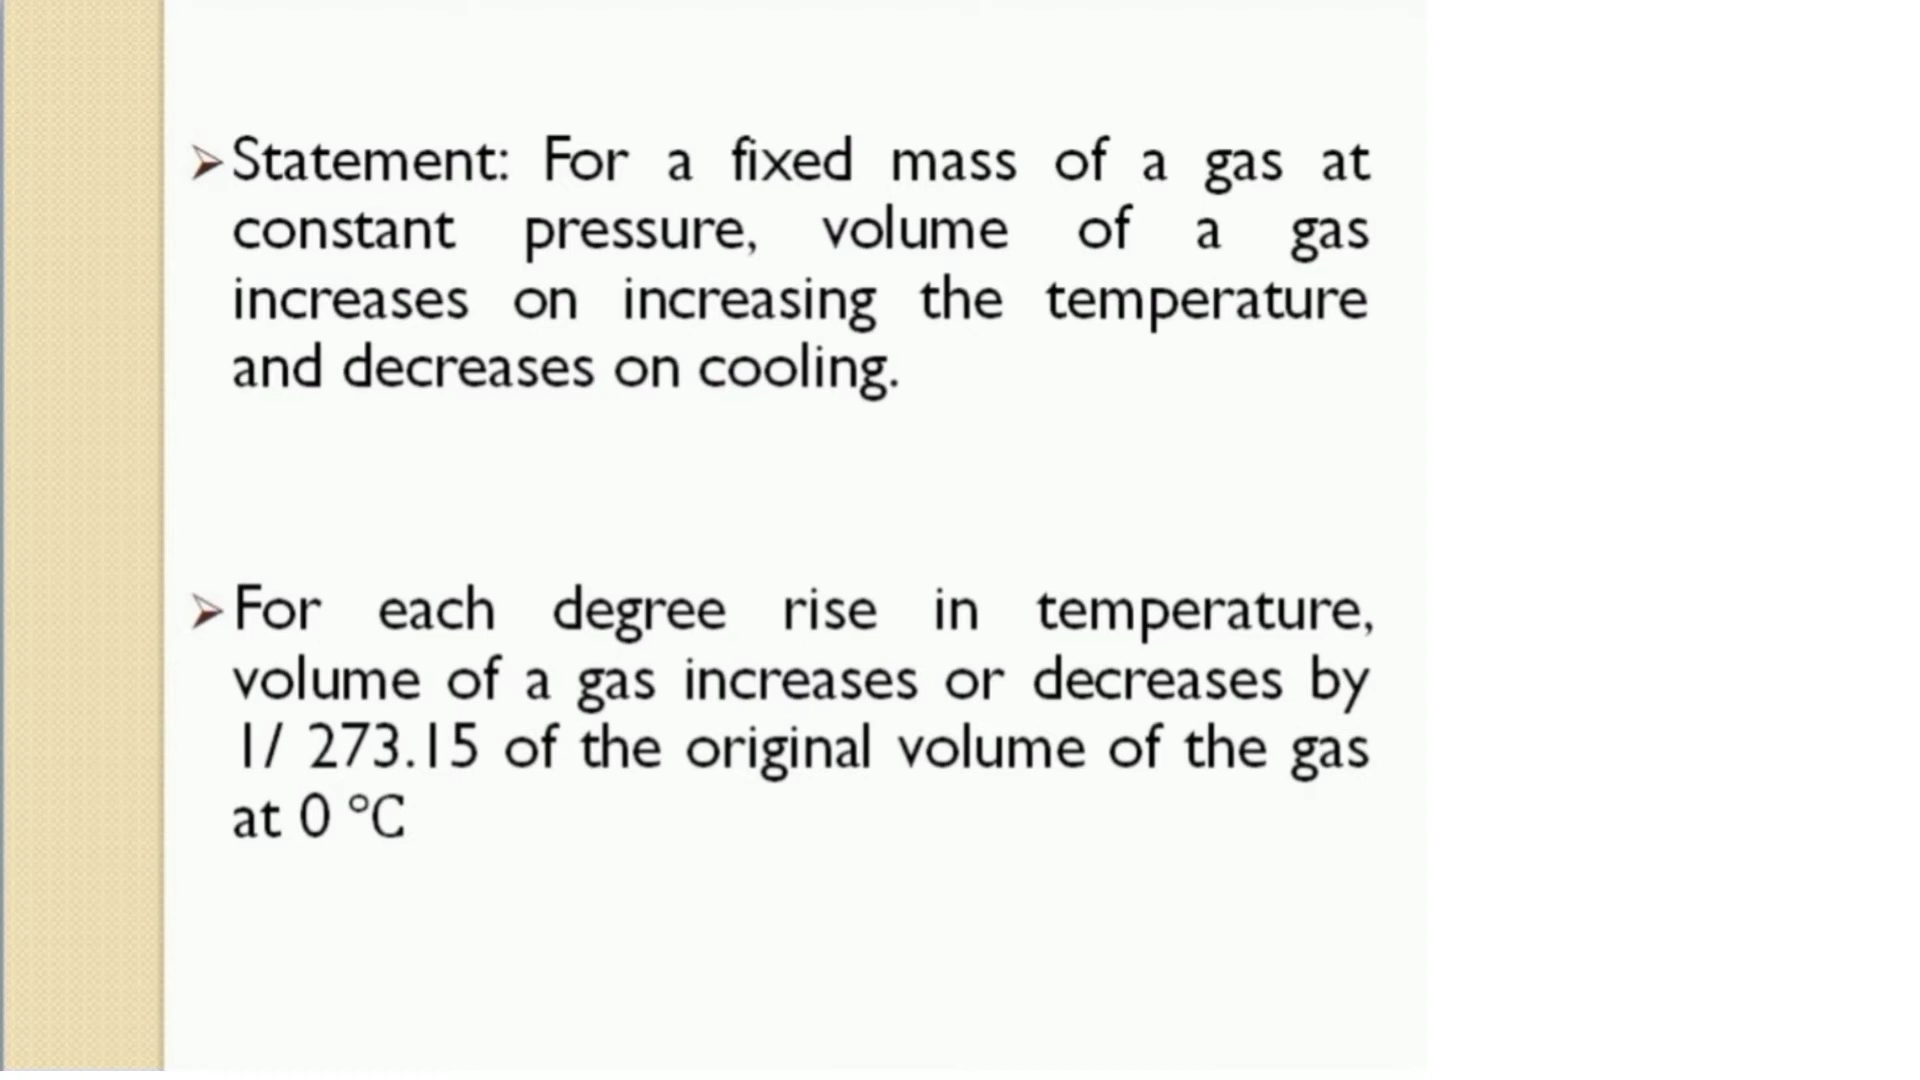 Statement: For a fixed mass of a gas at
constant pressure, volume of a gas
increases on increasing the temperature
and decreases on cooling.
For each degree rise in temperature,
volume of a gas increases or decreases by
1/ 273.15 of the original volume of the gas
at 0 °C